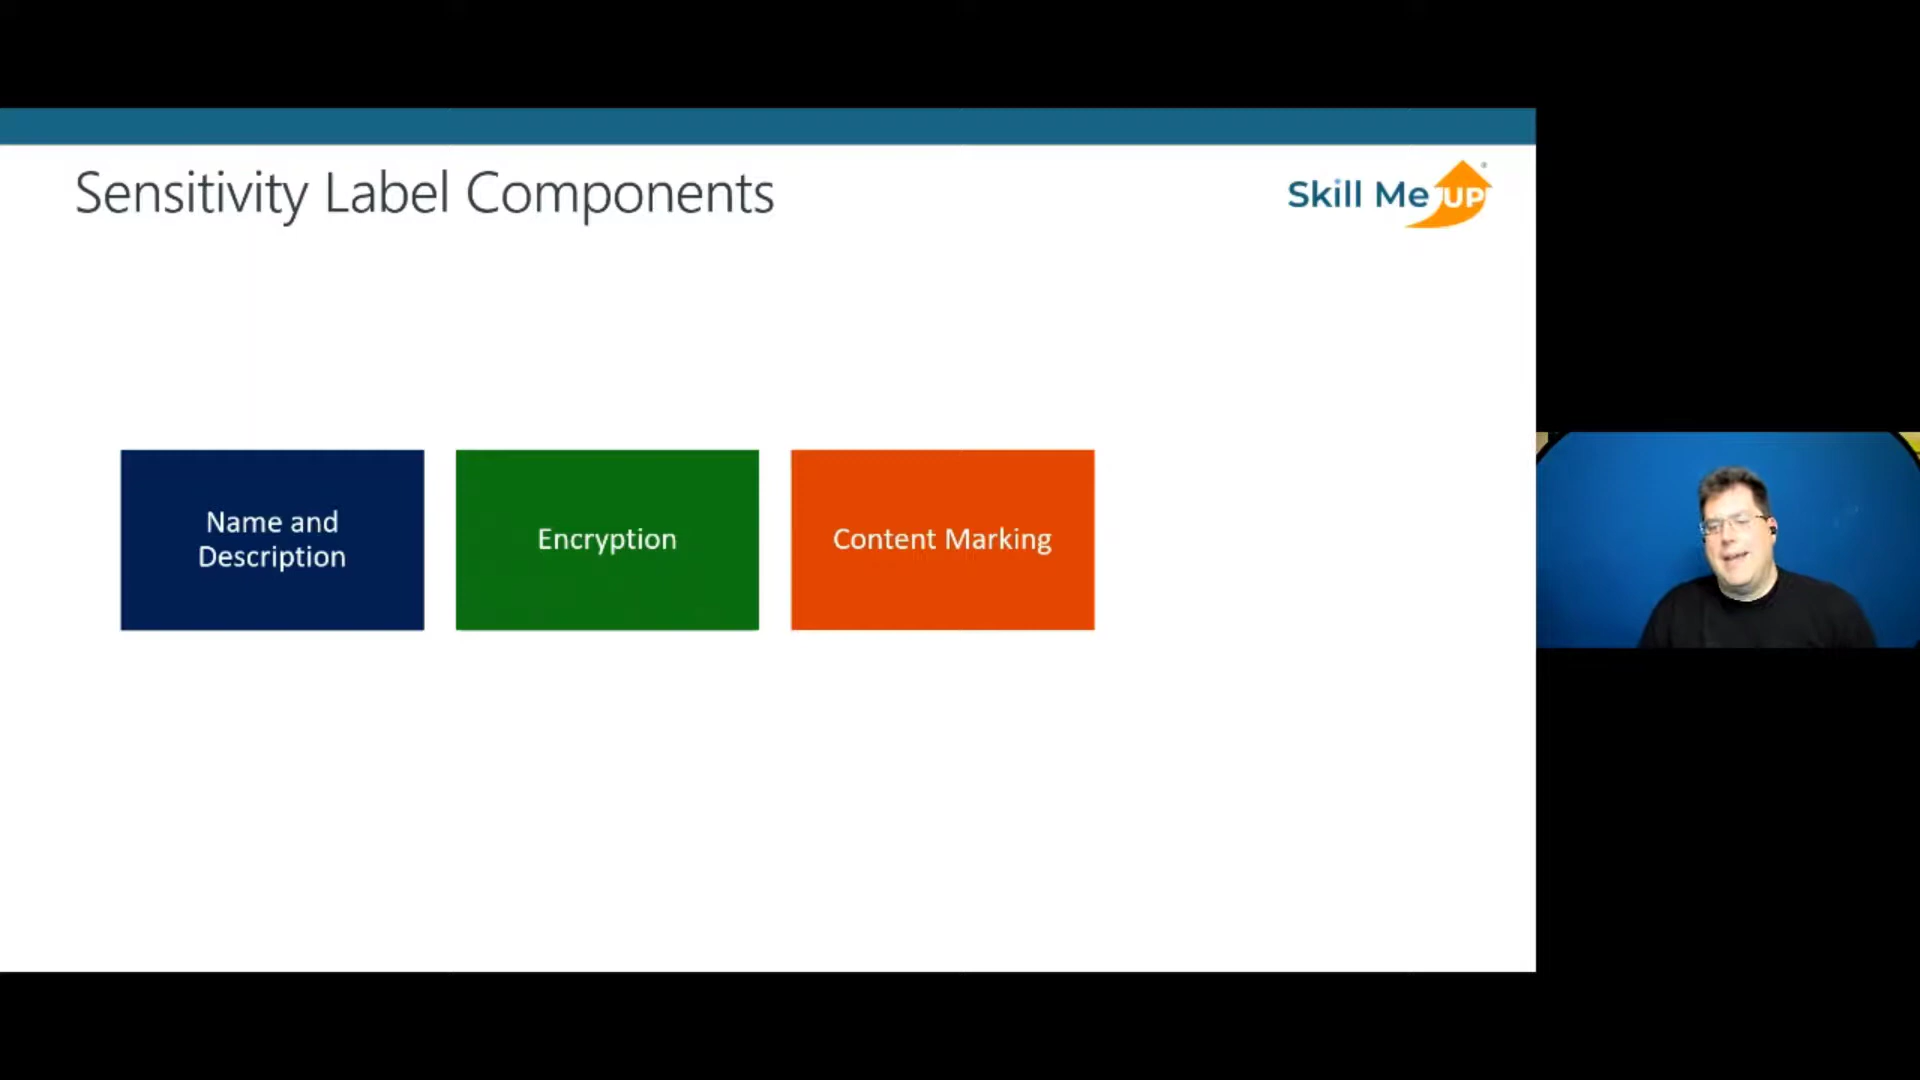 Sensitivity Label Components
Skill Me UP
Name and
Description
Encryption
Content Marking